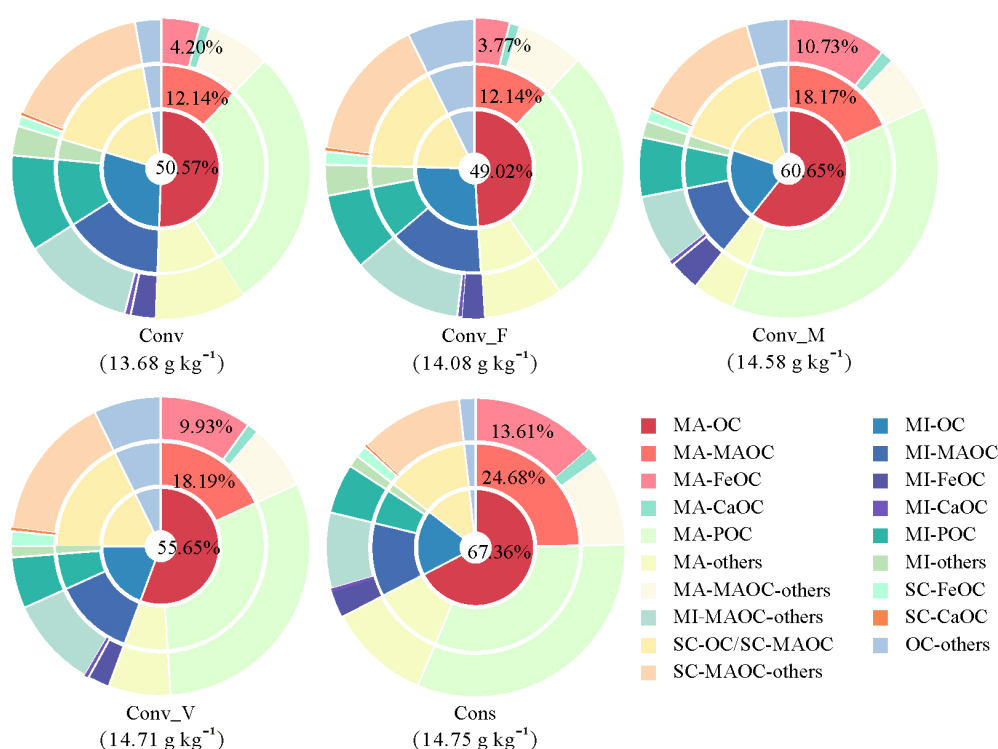 4.20%
12.14%
50.57%
Conv
(13.68 g kg⁻¹)
3.77%
12.14%
49.02%
Conv_F
(14.08 g kg⁻¹)
10.73%
18.17%
60.65%
Conv_M
(14.58 g kg⁻¹)
9.93%
18.19%
55.65%
Conv_V
(14.71 g kg⁻¹)
13.61%
24.68%
67.36%
Cons
(14.75 g kg⁻¹)
MA-OC
MA-MAOC
MA-FeOC
MA-CaOC
MA-POC
MA-others
MA-MAOC-others
MI-MAOC-others
SC-OC/SC-MAOC
SC-MAOC-others
MI-OC
MI-MAOC
MI-FeOC
MI-CaOC
MI-POC
MI-others
SC-FeOC
SC-CaOC
OC-others